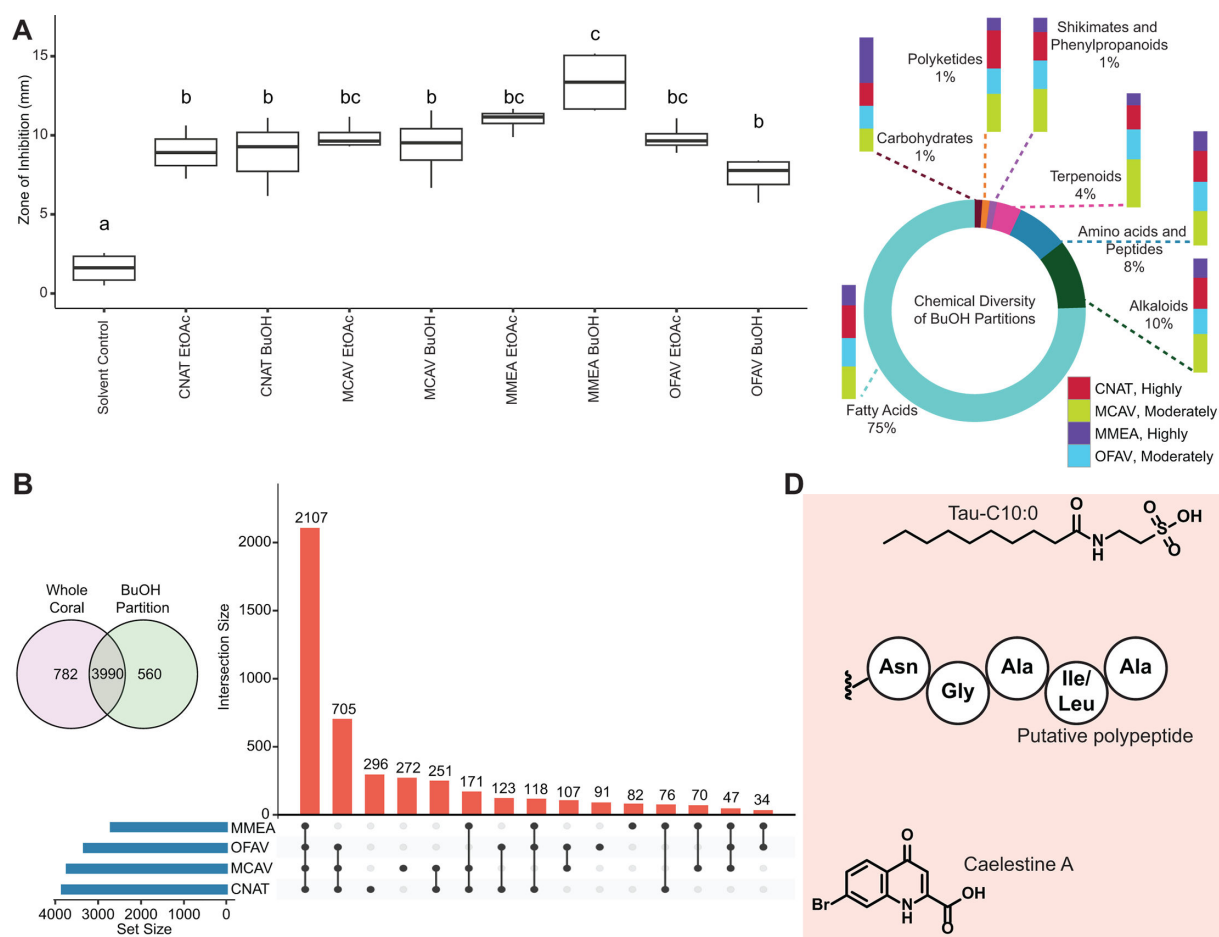 A
Zone of Inhibition (mm)
15
10
5
0
a
b
b
bc
b
bc
c
bc
b
Solvent Control
CNAT EtOAc
CNAT BuOH
MCAV EtOAc
MCAV BuOH
MMEA EtOAc
MMEA BuOH
OFAV EtOAc
OFAV BuOH
Carbohydrates
1%
Polyketides
1%
Shikimates and
Phenylpropanoids
1%
Terpenoids
4%
Amino acids and
Peptides
8%
Alkaloids
10%
Fatty Acids
75%
Chemical Diversity
of BuOH Partitions
CNAT, Highly
MCAV, Moderately
MMEA, Highly
OFAV, Moderately
B
Whole
Coral
BuOH
Partition
782
3990
560
Intersection Size
2000
1500
1000
500
0
2107
705
296
272
251
171
123
118
107
91
82
76
70
47
34
MMEA
OFAV
MCAV
CNAT
4000
3000
2000
1000
0
Set Size
D
Tau-C10:0
O
N
H
O
S
O
OH
Asn
Gly
Ala
Ile/
Leu
Ala
Putative polypeptide
Caelestine A
O
Br
N
H
OH
O